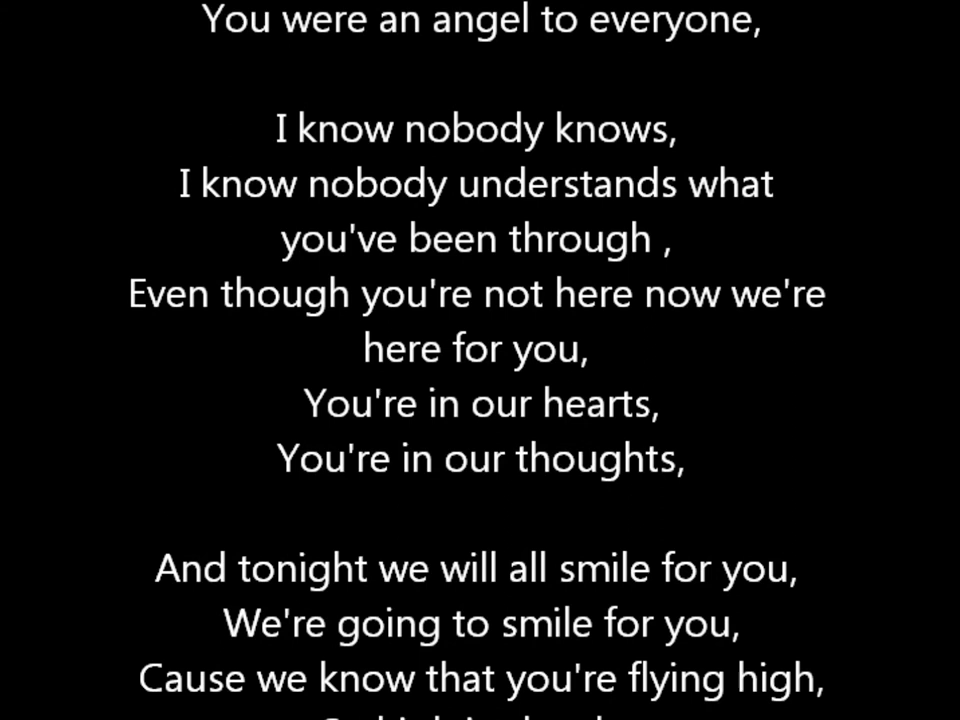 You were an angel to everyone,
I know nobody knows,
I know nobody understands what
you've been through ,
Even though you're not here now we're
here for you,
You're in our hearts,
You're in our thoughts,
And tonight we will all smile for you,
We're going to smile for you,
Cause we know that you're flying high,